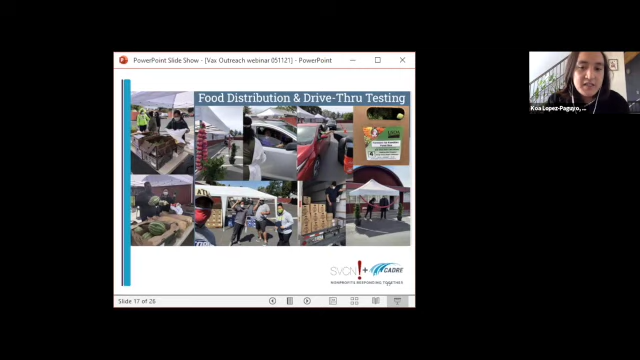 PowerPoint Slide Show - [Vax Outreach webinar 051121] - PowerPoint
Food Distribution & Drive-Thru Testing
SVCN! + CADRE
NONPROFITS RESPONDING TOGETHER
Slide 17 of 26
Koa Lopez-Paguyo,